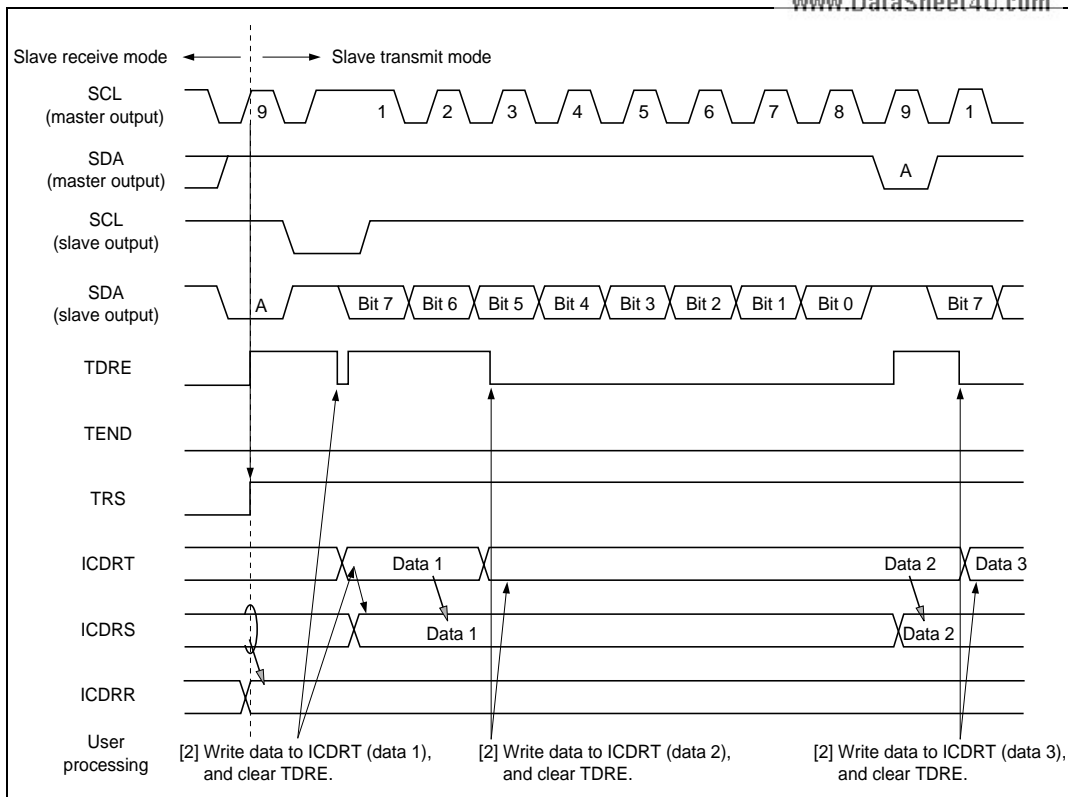 www.DataSheet4U.com
Slave receive mode
Slave transmit mode
SCL
(master output)
9 1 2 3 4 5 6 7 8 9 1
SDA
(master output)
A
SCL
(slave output)
SDA
(slave output)
A Bit 7 Bit 6 Bit 5 Bit 4 Bit 3 Bit 2 Bit 1 Bit 0 Bit 7
TDRE
TEND
TRS
ICDRT
Data 1 Data 2 Data 3
ICDRS
Data 1 Data 2
ICDRR
User
processing
[2] Write data to ICDRT (data 1),
and clear TDRE.
[2] Write data to ICDRT (data 2),
and clear TDRE.
[2] Write data to ICDRT (data 3),
and clear TDRE.